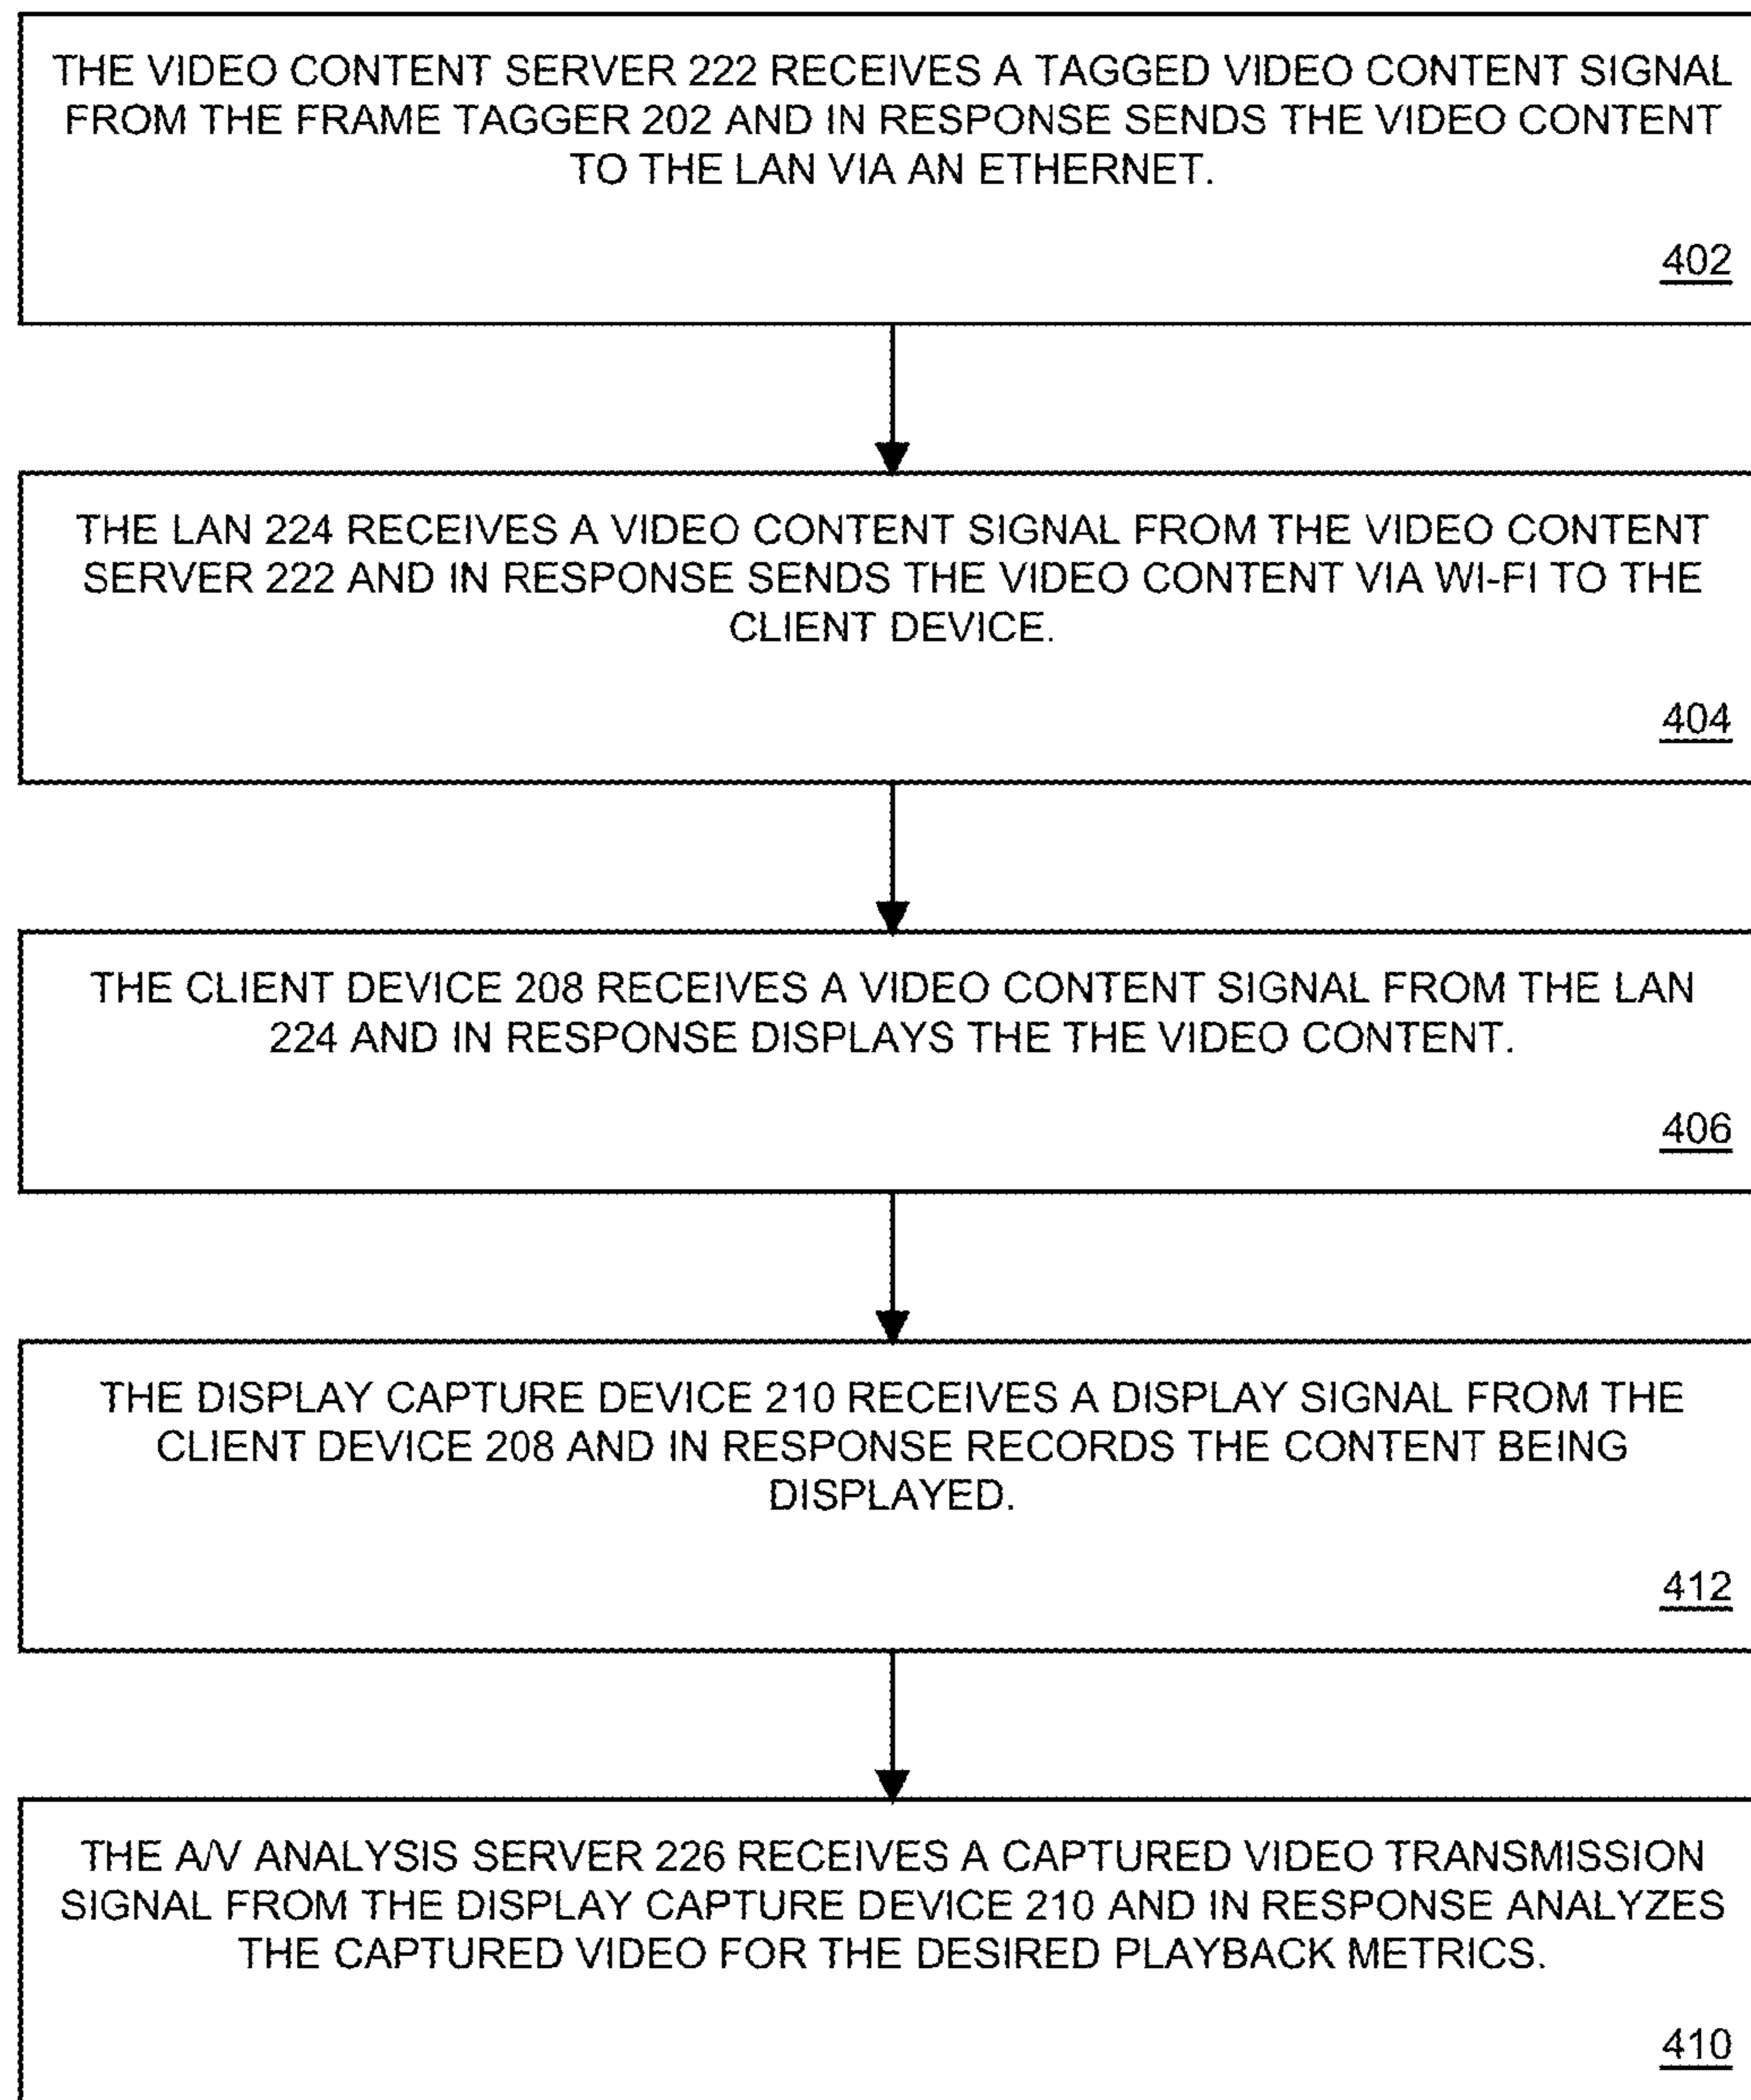 THE VIDEO CONTENT SERVER 222 RECEIVES A TAGGED VIDEO CONTENT SIGNAL
FROM THE FRAME TAGGER 202 AND IN RESPONSE SENDS THE VIDEO CONTENT
TO THE LAN VIA AN ETHERNET.
402
THE LAN 224 RECEIVES A VIDEO CONTENT SIGNAL FROM THE VIDEO CONTENT
SERVER 222 AND IN RESPONSE SENDS THE VIDEO CONTENT VIA WI-FI TO THE
CLIENT DEVICE.
404
THE CLIENT DEVICE 208 RECEIVES A VIDEO CONTENT SIGNAL FROM THE LAN
224 AND IN RESPONSE DISPLAYS THE THE VIDEO CONTENT.
406
THE DISPLAY CAPTURE DEVICE 210 RECEIVES A DISPLAY SIGNAL FROM THE
CLIENT DEVICE 208 AND IN RESPONSE RECORDS THE CONTENT BEING
DISPLAYED.
412
THE A/V ANALYSIS SERVER 226 RECEIVES A CAPTURED VIDEO TRANSMISSION
SIGNAL FROM THE DISPLAY CAPTURE DEVICE 210 AND IN RESPONSE ANALYZES
THE CAPTURED VIDEO FOR THE DESIRED PLAYBACK METRICS.
410